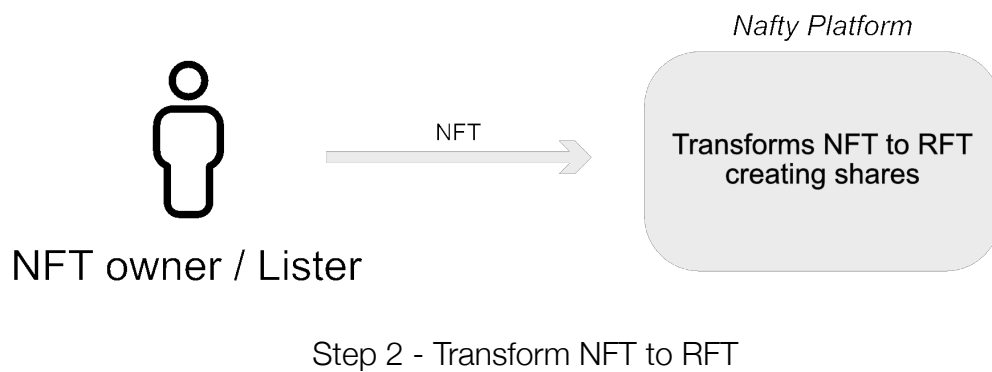 Nafty Platform
NFT
Transforms NFT to RFT
creating shares
NFT owner / Lister
Step 2 - Transform NFT to RFT